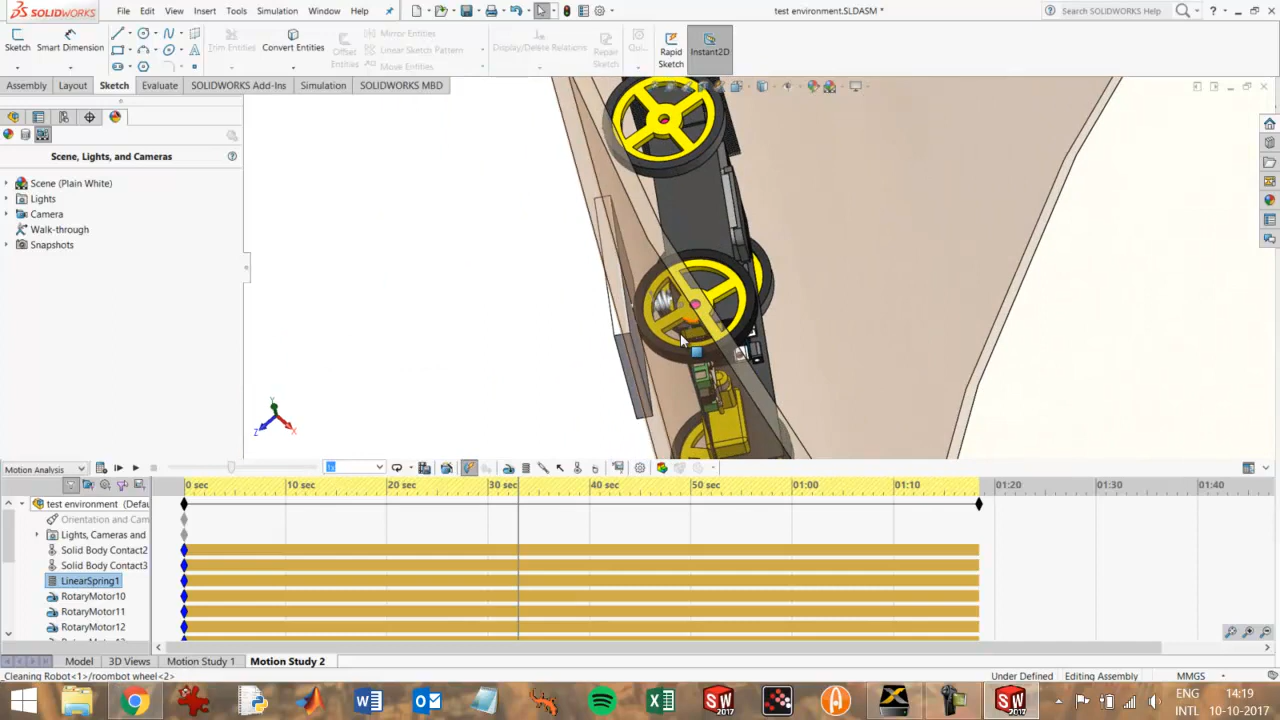 SOLIDWORKS File Edit View Insert Tools Simulation Window Help test environment.SLDASM * Search SOLIDWORKS Help
Sketch Smart Dimension Trim Entities Convert Entities Offset Entities Mirror Entities Display/Delete Relations Repair Sketch Qui... Rapid Sketch Instant2D
Linear Sketch Pattern
Move Entities
Assembly Layout Sketch Evaluate SOLIDWORKS Add-Ins Simulation SOLIDWORKS MBD
Scene, Lights, and Cameras
Scene (Plain White)
Lights
Camera
Walk-through
Snapshots
Y
Z
X
Motion Analysis
0 sec 10 sec 20 sec 30 sec 40 sec 50 sec 01:00 01:10 01:20 01:30 01:40
test environment (Defau
Orientation and Cam
Lights, Cameras and
Solid Body Contact2
Solid Body Contact3
LinearSpring1
RotaryMotor10
RotaryMotor11
RotaryMotor12
Model 3D Views Motion Study 1 Motion Study 2
Cleaning Robot<1>/roombot wheel<2> Under Defined Editing Assembly MMGS
ENG 14:19
INTL 10-10-2017